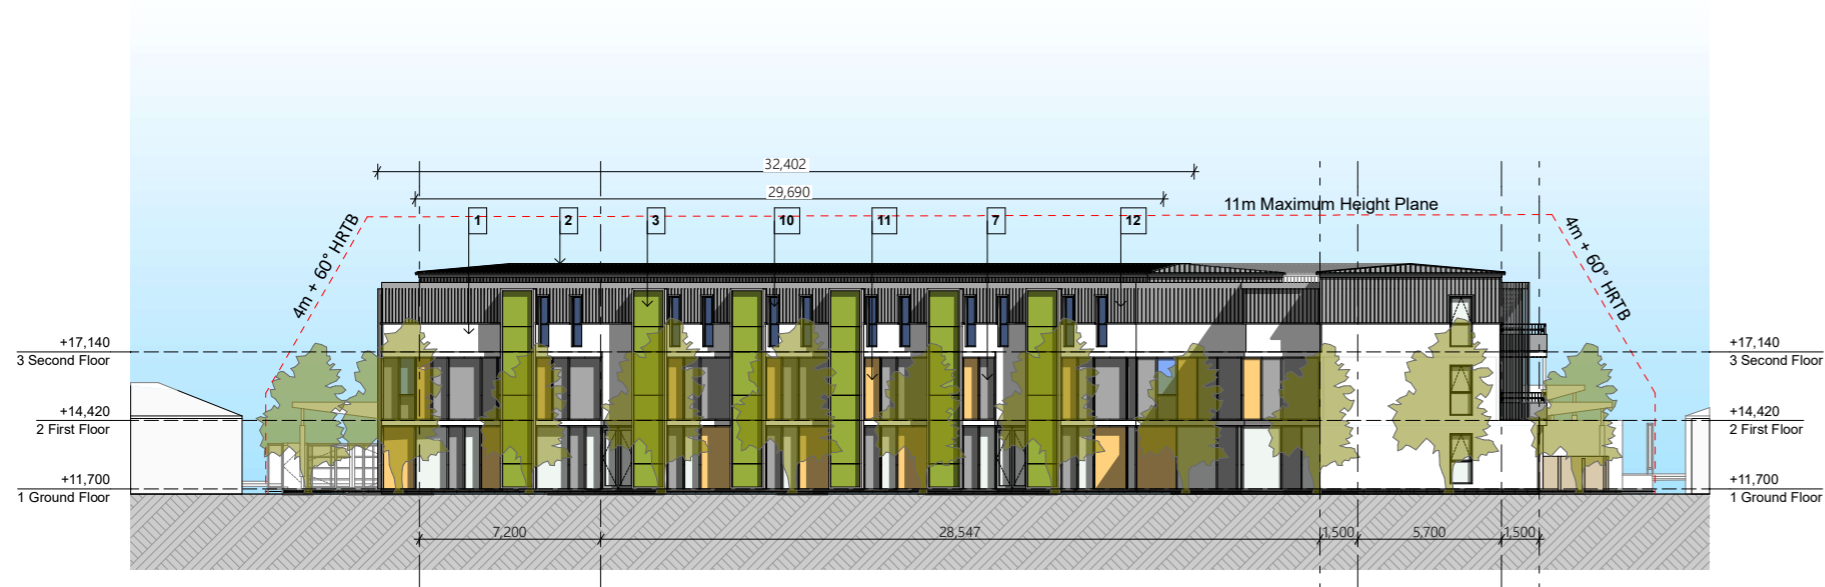 32,402
29,690
11m Maximum Height Plane
1
2
3
10
11
7
12
4m + 60° HRTB
4m + 60° HRTB
+17,140
3 Second Floor
+17,140
3 Second Floor
+14,420
2 First Floor
+14,420
2 First Floor
+11,700
1 Ground Floor
+11,700
1 Ground Floor
7,200
28,547
1,500
5,700
1,500